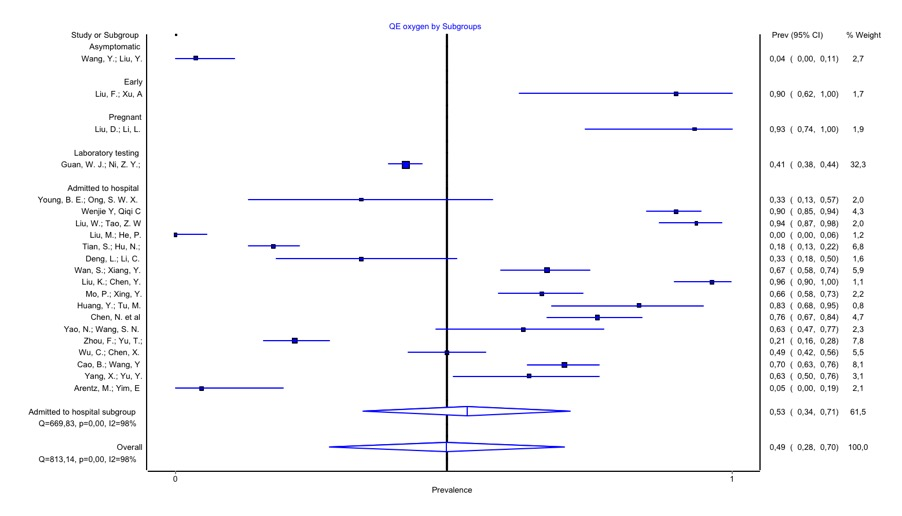 QE oxygen by Subgroups
Study or Subgroup Prev (95% CI) % Weight
Asymptomatic
Wang, Y.; Liu, Y. 0,04 ( 0,00, 0,11) 2,7
Early
Liu, F.; Xu, A 0,90 ( 0,62, 1,00) 1,7
Pregnant
Liu, D.; Li, L. 0,93 ( 0,74, 1,00) 1,9
Laboratory testing
Guan, W. J.; Ni, Z. Y.; 0,41 ( 0,38, 0,44) 32,3
Admitted to hospital
Young, B. E.; Ong, S. W. X. 0,33 ( 0,13, 0,57) 2,0
Wenjie Y, Qiqi C 0,90 ( 0,85, 0,94) 4,3
Liu, W.; Tao, Z. W 0,94 ( 0,87, 0,98) 2,0
Liu, M.; He, P. 0,00 ( 0,00, 0,06) 1,2
Tian, S.; Hu, N.; 0,18 ( 0,13, 0,22) 6,8
Deng, L.; Li, C. 0,33 ( 0,18, 0,50) 1,6
Wan, S.; Xiang, Y. 0,67 ( 0,58, 0,74) 5,9
Liu, K.; Chen, Y. 0,96 ( 0,90, 1,00) 1,1
Mo, P.; Xing, Y. 0,66 ( 0,58, 0,73) 2,2
Huang, Y.; Tu, M. 0,83 ( 0,68, 0,95) 0,8
Chen, N. et al 0,76 ( 0,67, 0,84) 4,7
Yao, N.; Wang, S. N. 0,63 ( 0,47, 0,77) 2,3
Zhou, F.; Yu, T.; 0,21 ( 0,16, 0,28) 7,8
Wu, C.; Chen, X. 0,49 ( 0,42, 0,56) 5,5
Cao, B.; Wang, Y 0,70 ( 0,63, 0,76) 8,1
Yang, X.; Yu, Y. 0,63 ( 0,50, 0,76) 3,1
Arentz, M.; Yim, E 0,05 ( 0,00, 0,19) 2,1
Admitted to hospital subgroup 0,53 ( 0,34, 0,71) 61,5
Q=669,83, p=0,00, I2=98%
Overall 0,49 ( 0,28, 0,70) 100,0
Q=813,14, p=0,00, I2=98%
0 1
Prevalence